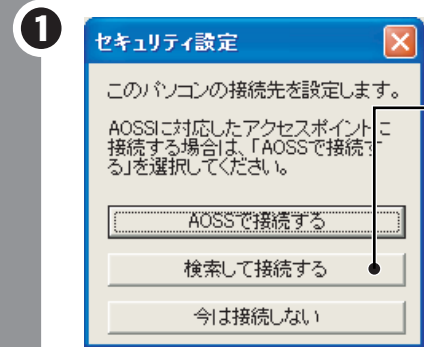 1
セキュリティ設定
このパソコンの接続先を設定します。
AOSSに対応したアクセスポイントに
接続する場合は、「AOSSで接続す
る」を選択してください。
AOSSで接続する
検索して接続する
今は接続しない